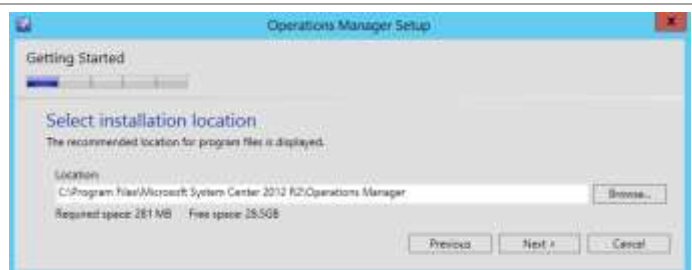 Operations Manager Setup
Getting Started
Select installation location
The recommended location for program files is displayed.
Location
C:\Program Files\Microsoft System Center 2012 R2\Operations Manager
Browse...
Required space: 281 MB Free space: 28.5GB
Previous Next > Cancel